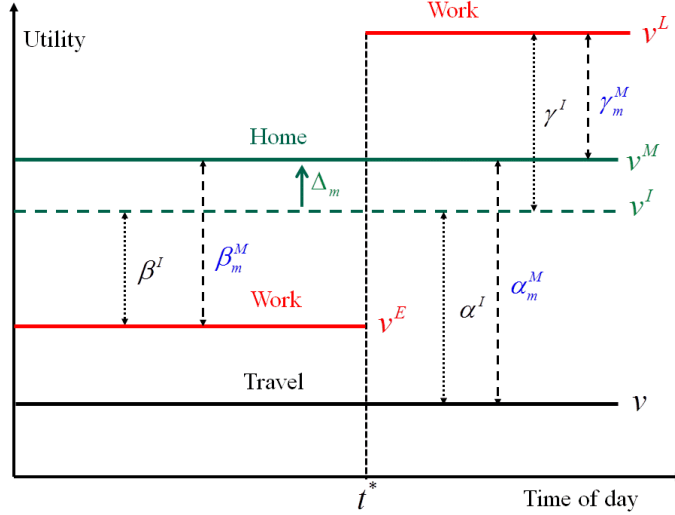 Work
v^L
Utility
γ^I
γ_m^M
Home
v^M
Δ_m
v^I
β^I
β_m^M
α^I
α_m^M
Work
v^E
Travel
v
t^*
Time of day